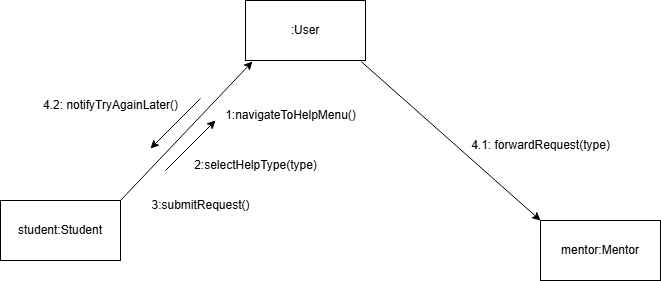 :User
4.2: notifyTryAgainLater()
1:navigateToHelpMenu()
4.1: forwardRequest(type)
2:selectHelpType(type)
3:submitRequest()
student:Student
mentor:Mentor